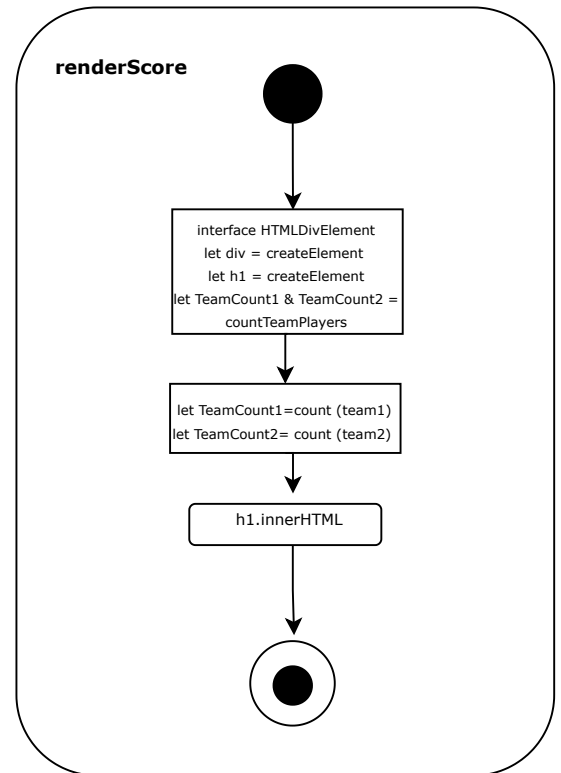 renderScore
interface HTMLDivElement
let div = createElement
let h1 = createElement
let TeamCount1 & TeamCount2 =
countTeamPlayers
let TeamCount1=count (team1)
let TeamCount2= count (team2)
h1.innerHTML